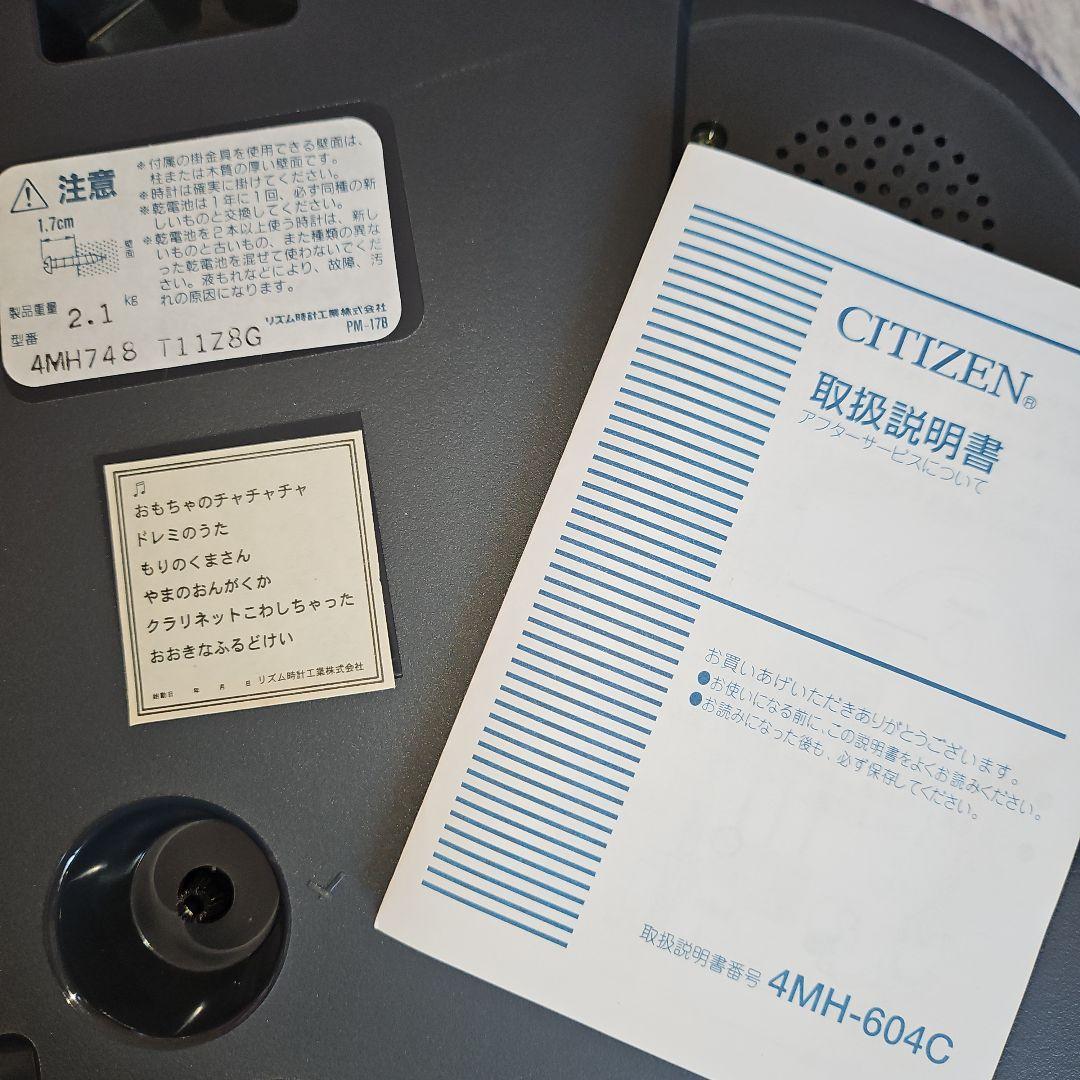 ⚠ 注意
1.7cm
壁面
※付属の掛金具を使用できる壁面は、
柱または木質の厚い壁面です。
※時計は確実に掛けてください。
※乾電池は1年に1回、必ず同種の新
しいものと交換してください。
※乾電池を2本以上使う時計は、新し
いものと古いもの、また種類の異な
った乾電池を混ぜて使わないでくだ
さい。液もれなどにより、故障、汚
れの原因になります。
製品重量 2.1 kg
リズム時計工業株式会社
PM-17B
型番
4MH748 T11Z8G
♫
おもちゃのチャチャチャ
ドレミのうた
もりのくまさん
やまのおんがくか
クラリネットこわしちゃった
おおきなふるどけい
始動日 年 月 日 リズム時計工業株式会社
CITIZEN®
取扱説明書
アフターサービスについて
お買いあげいただきありがとうございます。
●お使いになる前に、この説明書をよくお読みください。
●お読みになった後も、必ず保存してください。
取扱説明書番号 4MH-604C